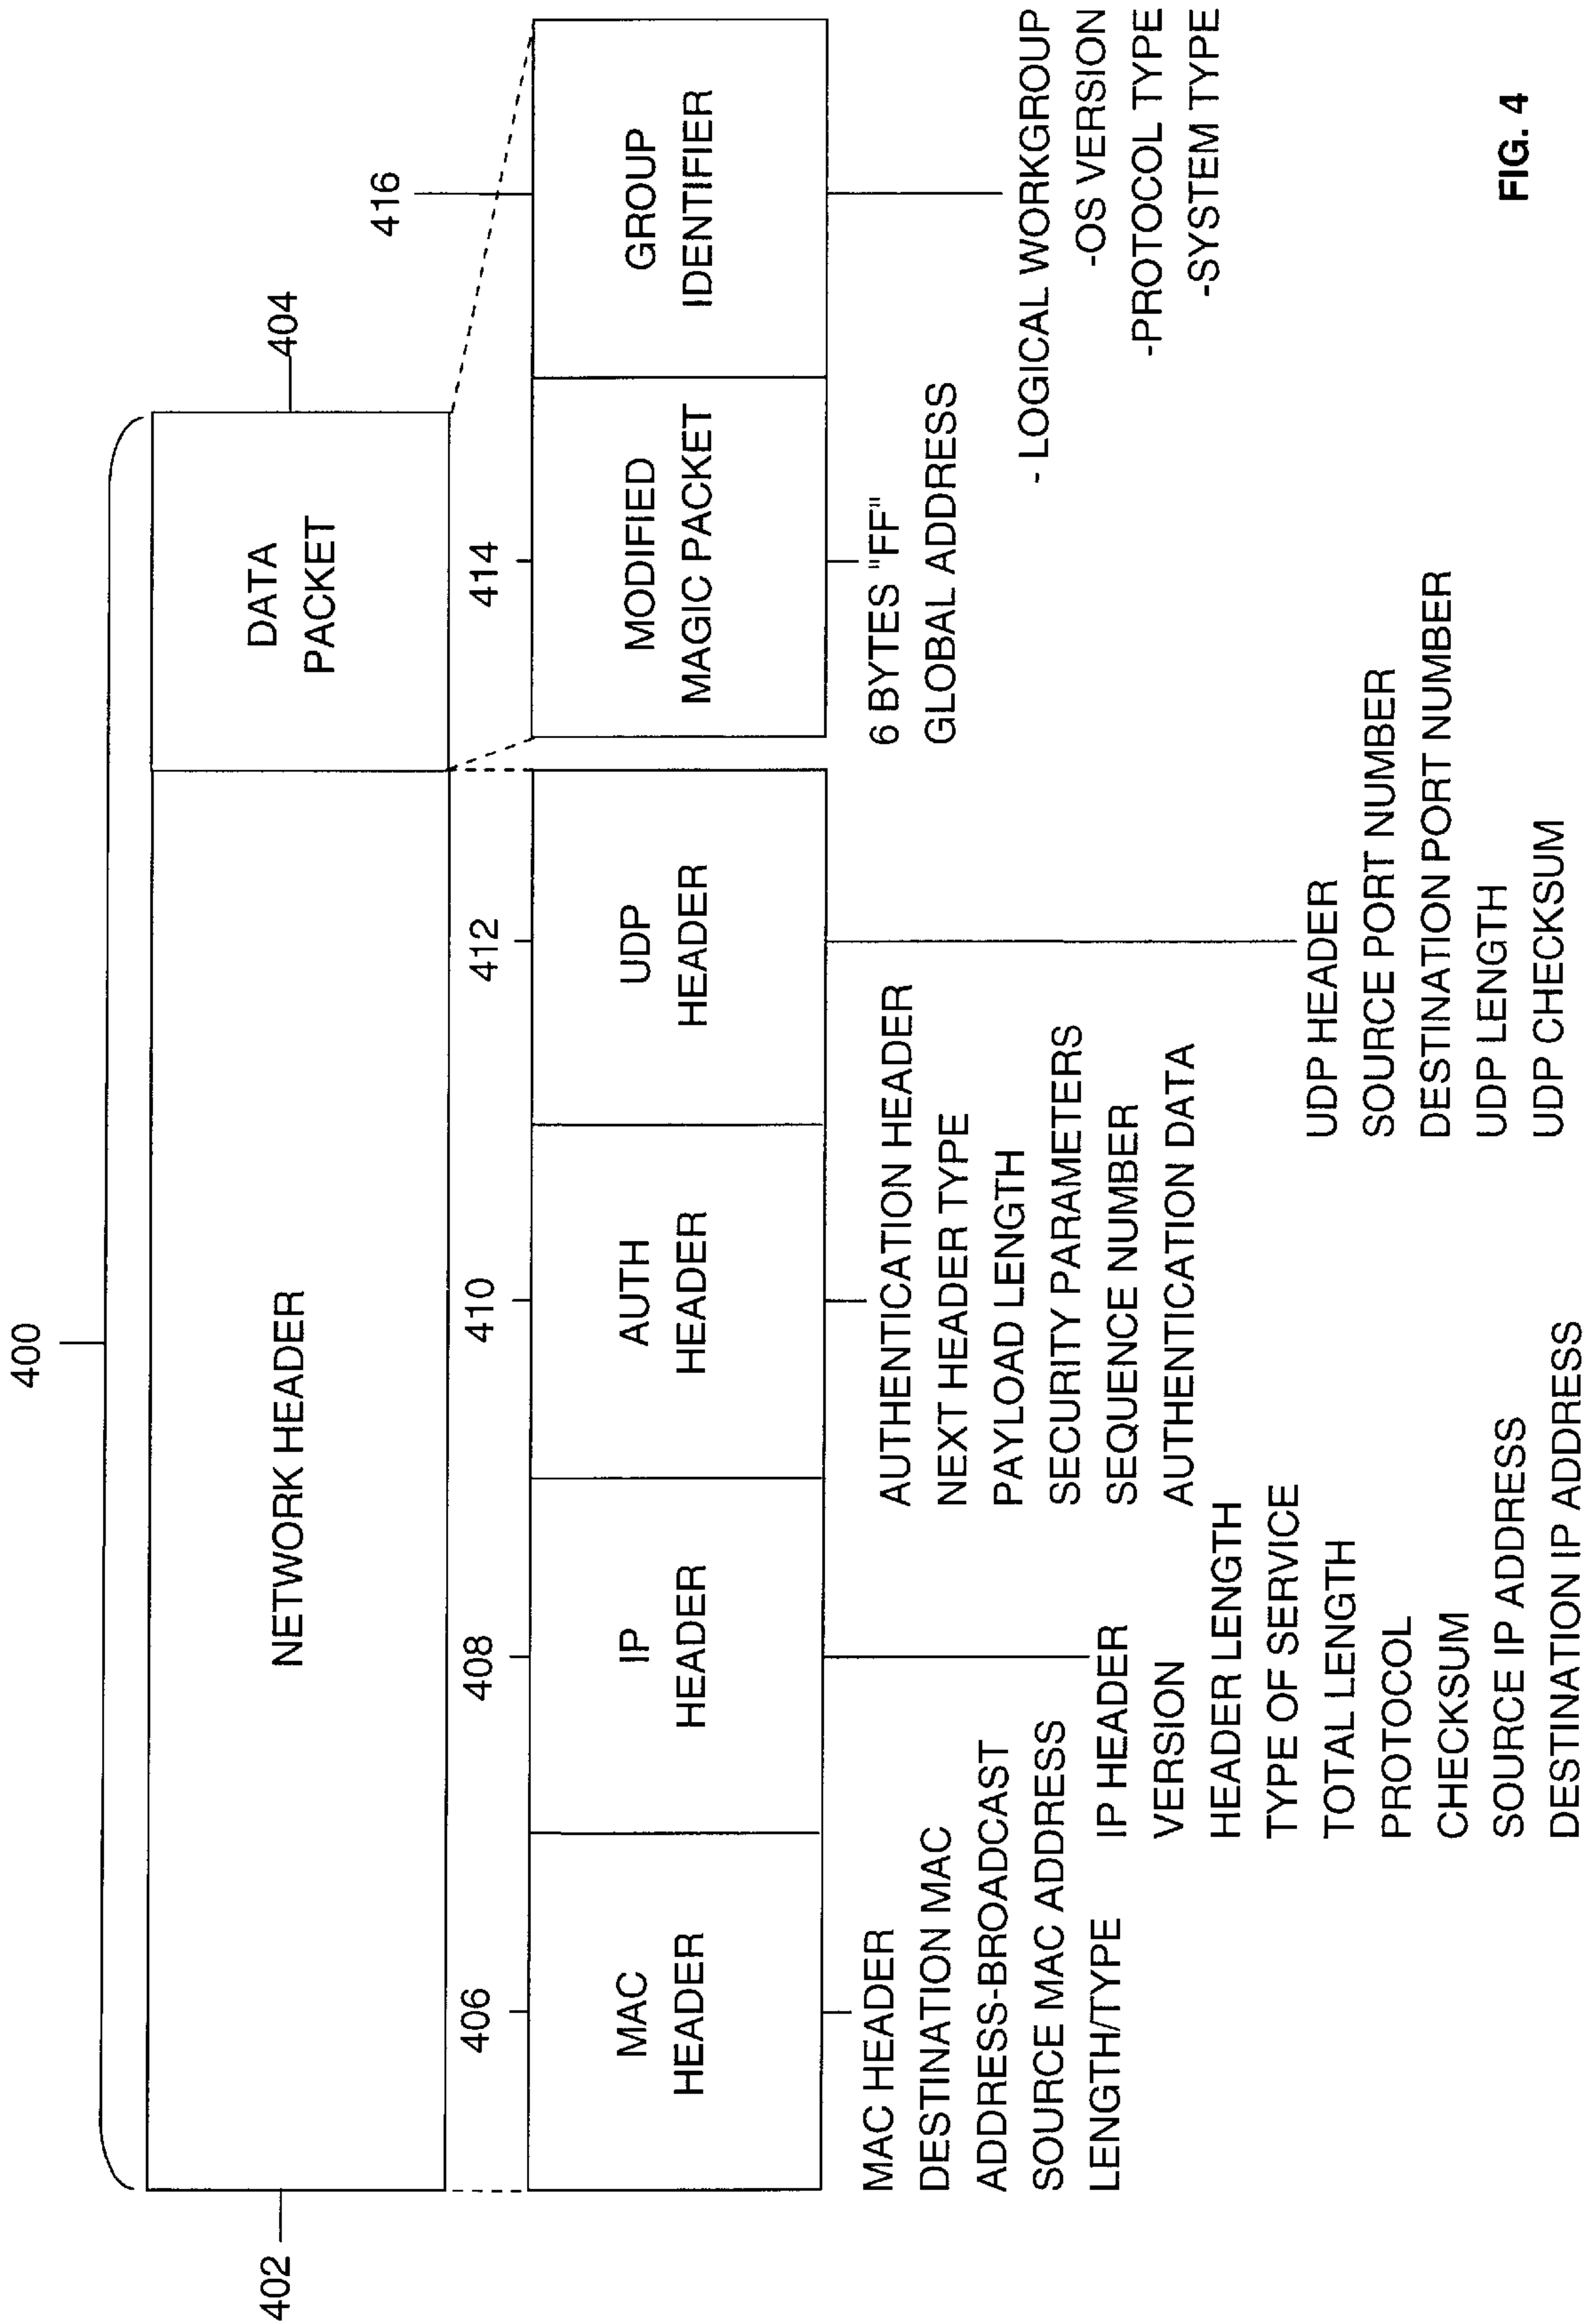 400
402
NETWORK HEADER
DATA
PACKET
404
406
408
410
412
414
416
MAC
HEADER
IP
HEADER
AUTH
HEADER
UDP
HEADER
MODIFIED
MAGIC PACKET
GROUP
IDENTIFIER
MAC HEADER
DESTINATION MAC
ADDRESS-BROADCAST
SOURCE MAC ADDRESS
LENGTH/TYPE
IP HEADER
VERSION
HEADER LENGTH
TYPE OF SERVICE
TOTAL LENGTH
PROTOCOL
CHECKSUM
SOURCE IP ADDRESS
DESTINATION IP ADDRESS
AUTHENTICATION HEADER
NEXT HEADER TYPE
PAYLOAD LENGTH
SECURITY PARAMETERS
SEQUENCE NUMBER
AUTHENTICATION DATA
UDP HEADER
SOURCE PORT NUMBER
DESTINATION PORT NUMBER
UDP LENGTH
UDP CHECKSUM
6 BYTES "FF"
GLOBAL ADDRESS
- LOGICAL WORKGROUP
-OS VERSION
-PROTOCOL TYPE
-SYSTEM TYPE
FIG. 4